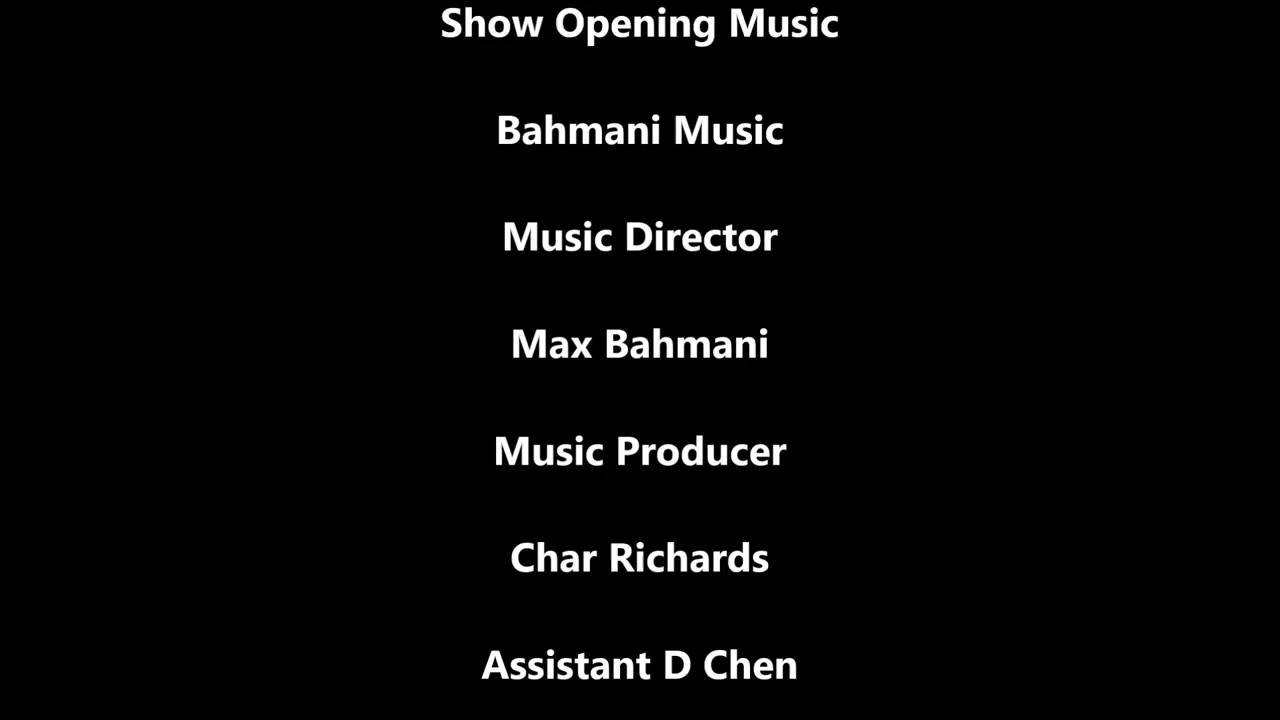 Show Opening Music
Bahmani Music
Music Director
Max Bahmani
Music Producer
Char Richards
Assistant D Chen